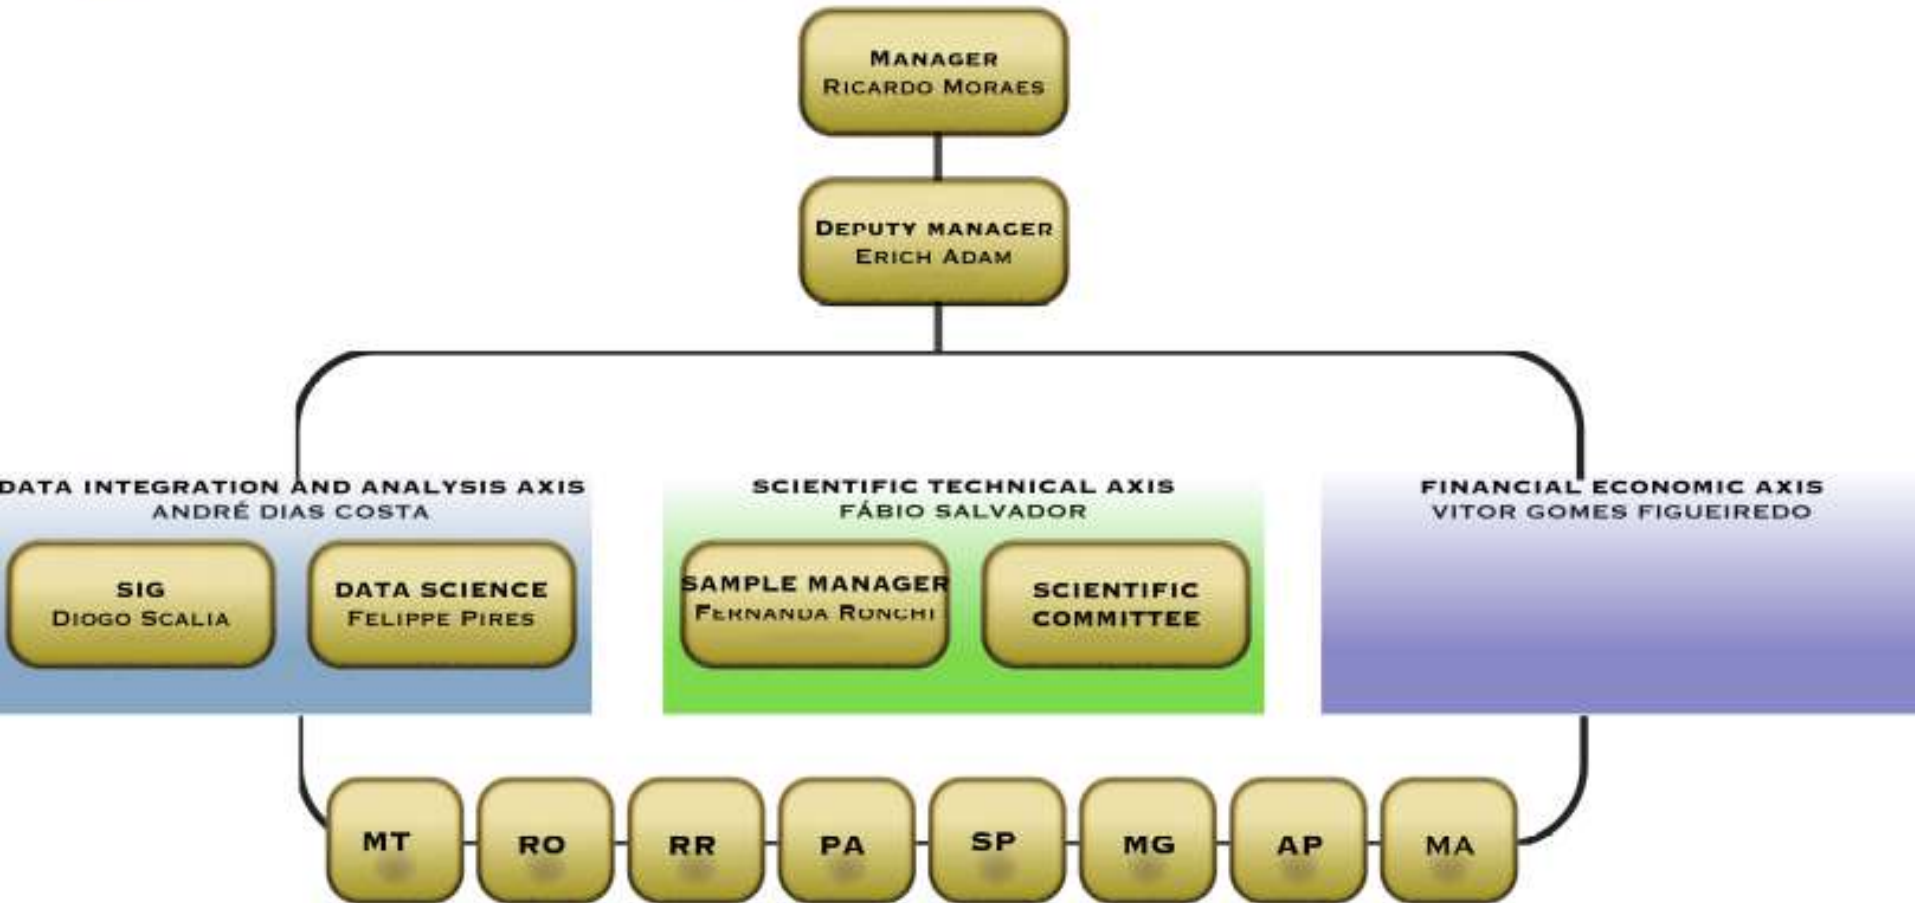 MANAGER
RICARDO MORAES
DEPUTY MANAGER
ERICH ADAM
DATA INTEGRATION AND ANALYSIS AXIS
ANDRÉ DIAS COSTA
SIG
DIOGO SCALIA
DATA SCIENCE
FELIPPE PIRES
SCIENTIFIC TECHNICAL AXIS
FÁBIO SALVADOR
SAMPLE MANAGER
FERNANDA RONCHI
SCIENTIFIC
COMMITTEE
FINANCIAL ECONOMIC AXIS
VITOR GOMES FIGUEIREDO
MT
RO
RR
PA
SP
MG
AP
MA